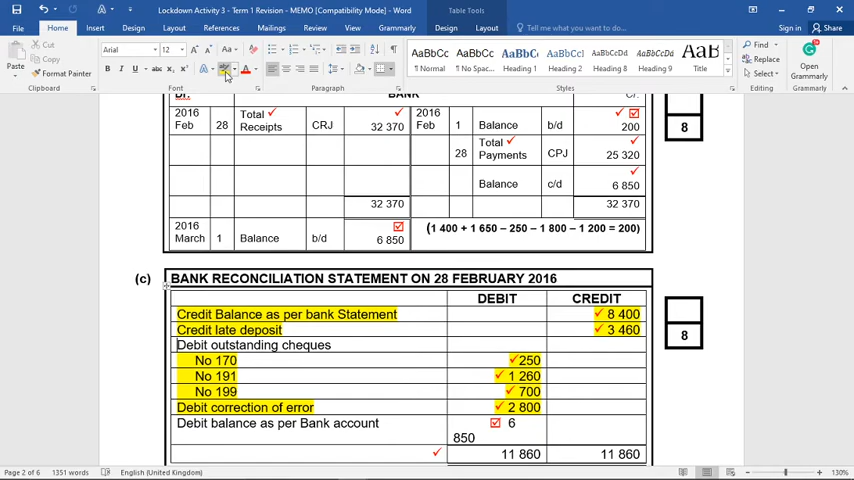 Lockdown Activity 3 - Term 1 Revision - MEMO [Compatibility Mode] - Word
Table Tools
Sign in
File Home Insert Draw Design Layout References Mailings Review View Grammarly Design Layout Tell me what you want to do Share
Cut
Copy
Format Painter
Paste
Clipboard
Arial 12
Font
Paragraph
AaBbCc AaBbCc AaBbC AaBbCc AaBbCcDd AaBbCcDd AaB
¶ Normal ¶ No Spac... Heading 1 Heading 2 Heading 3 Heading 4 Title
Styles
Find
Replace
Select
Editing
Open Grammarly
Grammarly
Dr. BANK Cr.
2016 Feb 28 Total Receipts CRJ 32 370 2016 Feb 1 Balance b/d 200
28 Total Payments CPJ 25 320
Balance c/d 6 850
32 370 32 370
2016 March 1 Balance b/d 6 850 (1 400 + 1 650 – 250 – 1 800 – 1 200 = 200)
8
(c) BANK RECONCILIATION STATEMENT ON 28 FEBRUARY 2016
DEBIT CREDIT
Credit Balance as per bank Statement 8 400
Credit late deposit 3 460
8
Debit outstanding cheques
No 170 250
No 191 1 260
No 199 700
Debit correction of error 2 800
Debit balance as per Bank account 6
850
11 860 11 860
Page 2 of 6 1351 words English (United Kingdom) 130%